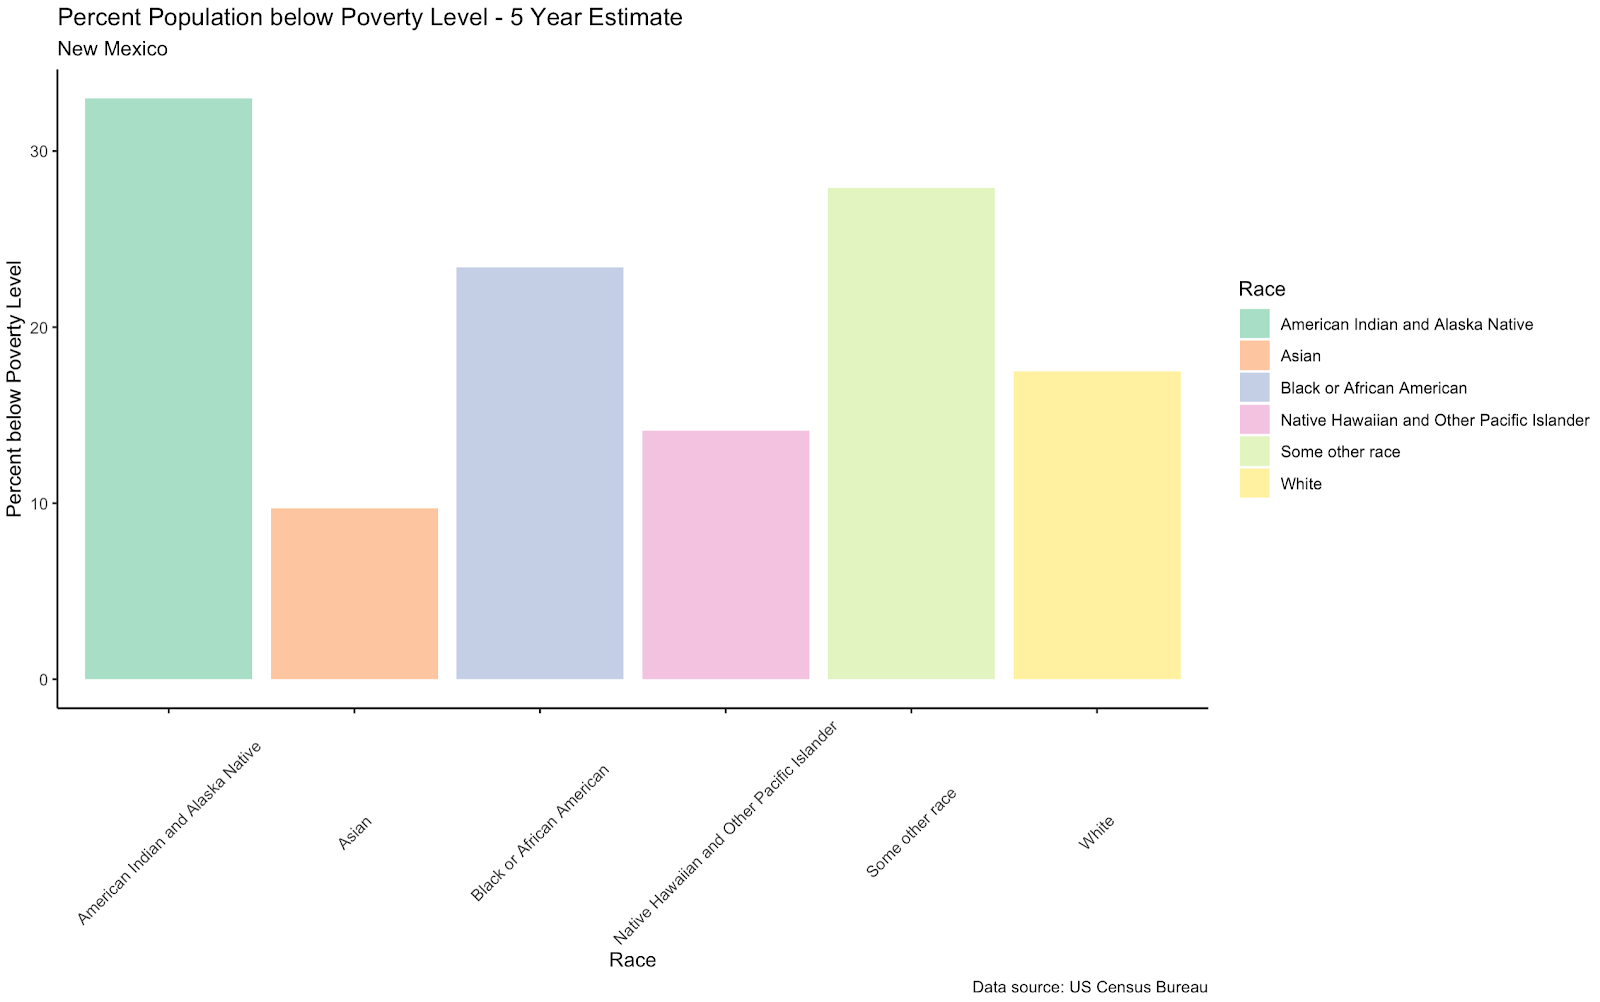 Percent Population below Poverty Level - 5 Year Estimate
New Mexico
Percent below Poverty Level
30
20
10
0
American Indian and Alaska Native
Asian
Black or African American
Native Hawaiian and Other Pacific Islander
Some other race
White
Race
Race
American Indian and Alaska Native
Asian
Black or African American
Native Hawaiian and Other Pacific Islander
Some other race
White
Data source: US Census Bureau